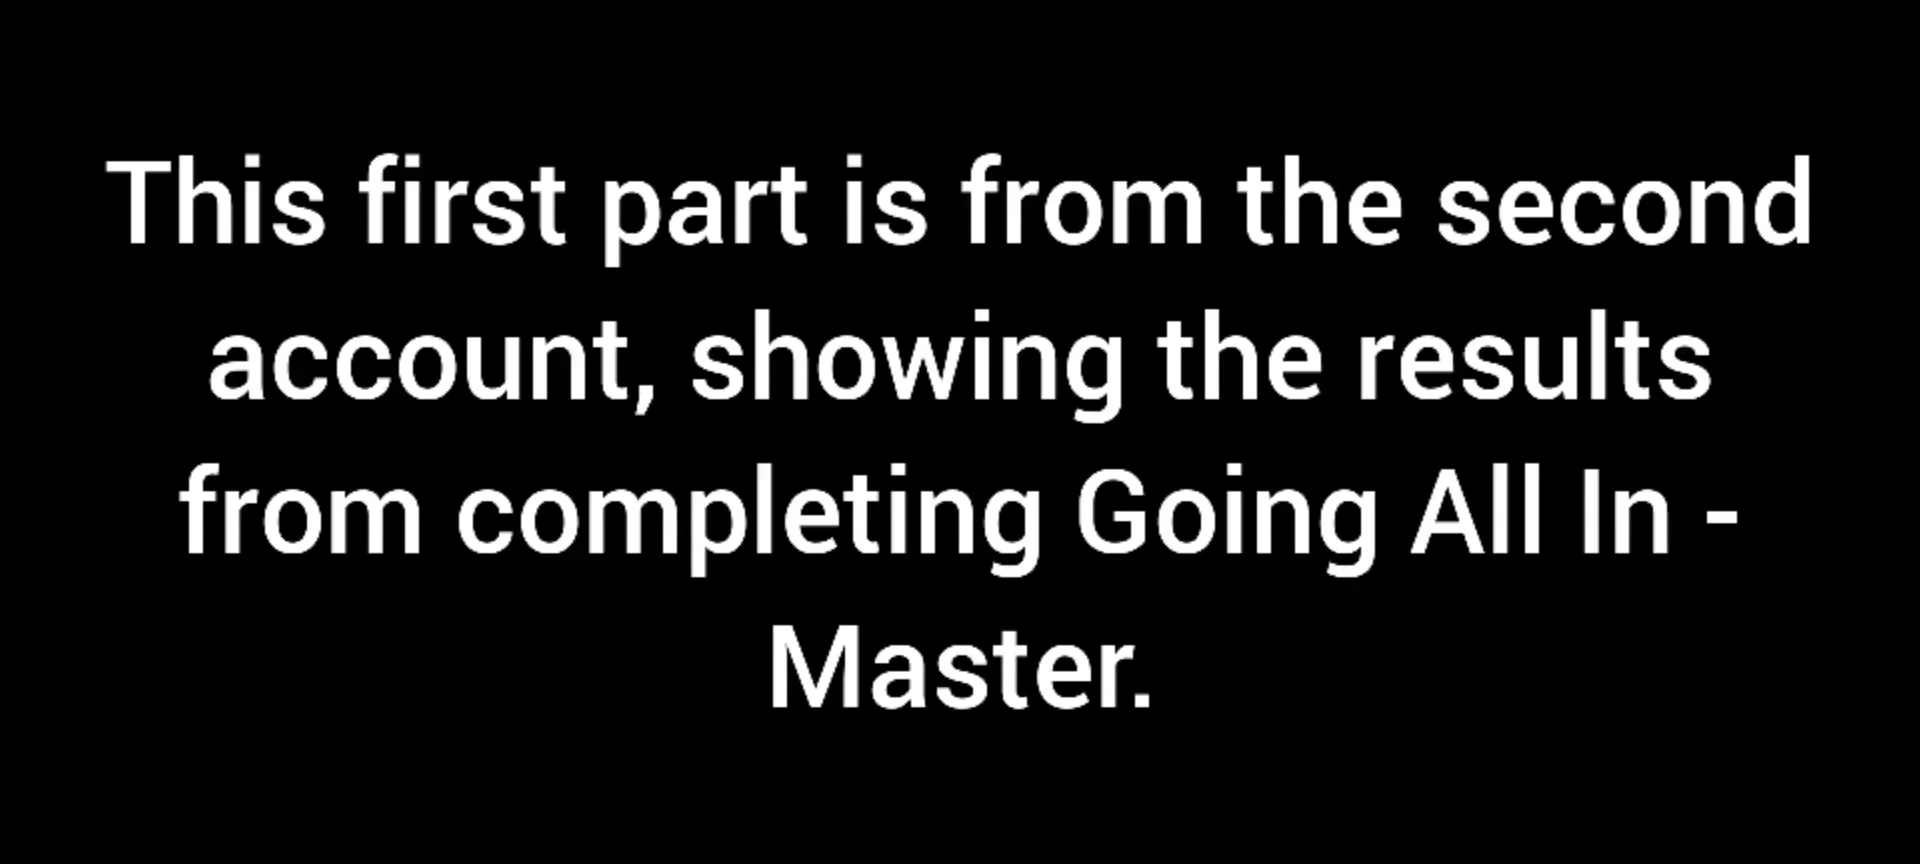 This first part is from the second
account, showing the results
from completing Going All In -
Master.